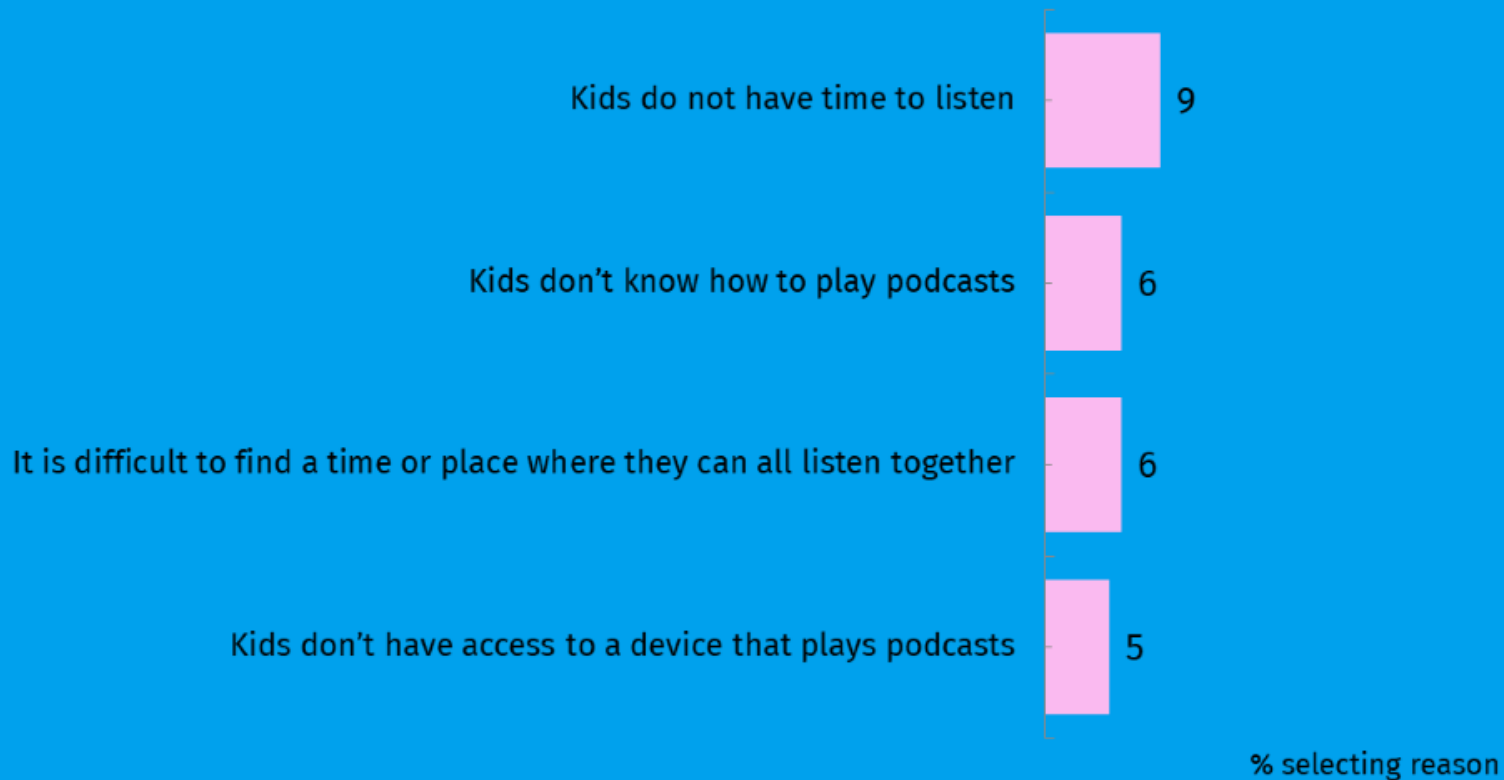 Kids do not have time to listen 9
Kids don’t know how to play podcasts 6
It is difficult to find a time or place where they can all listen together 6
Kids don’t have access to a device that plays podcasts 5
% selecting reason